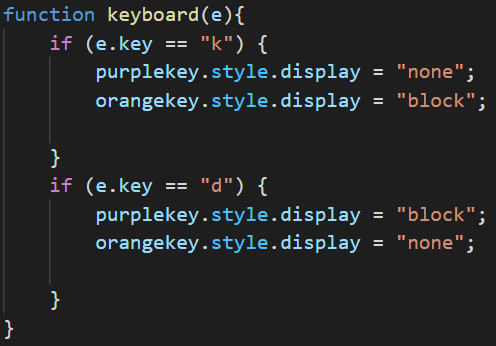 function keyboard(e){
    if (e.key == "k") {
        purplekey.style.display = "none";
        orangekey.style.display = "block";

    }
    if (e.key == "d") {
        purplekey.style.display = "block";
        orangekey.style.display = "none";

    }
}